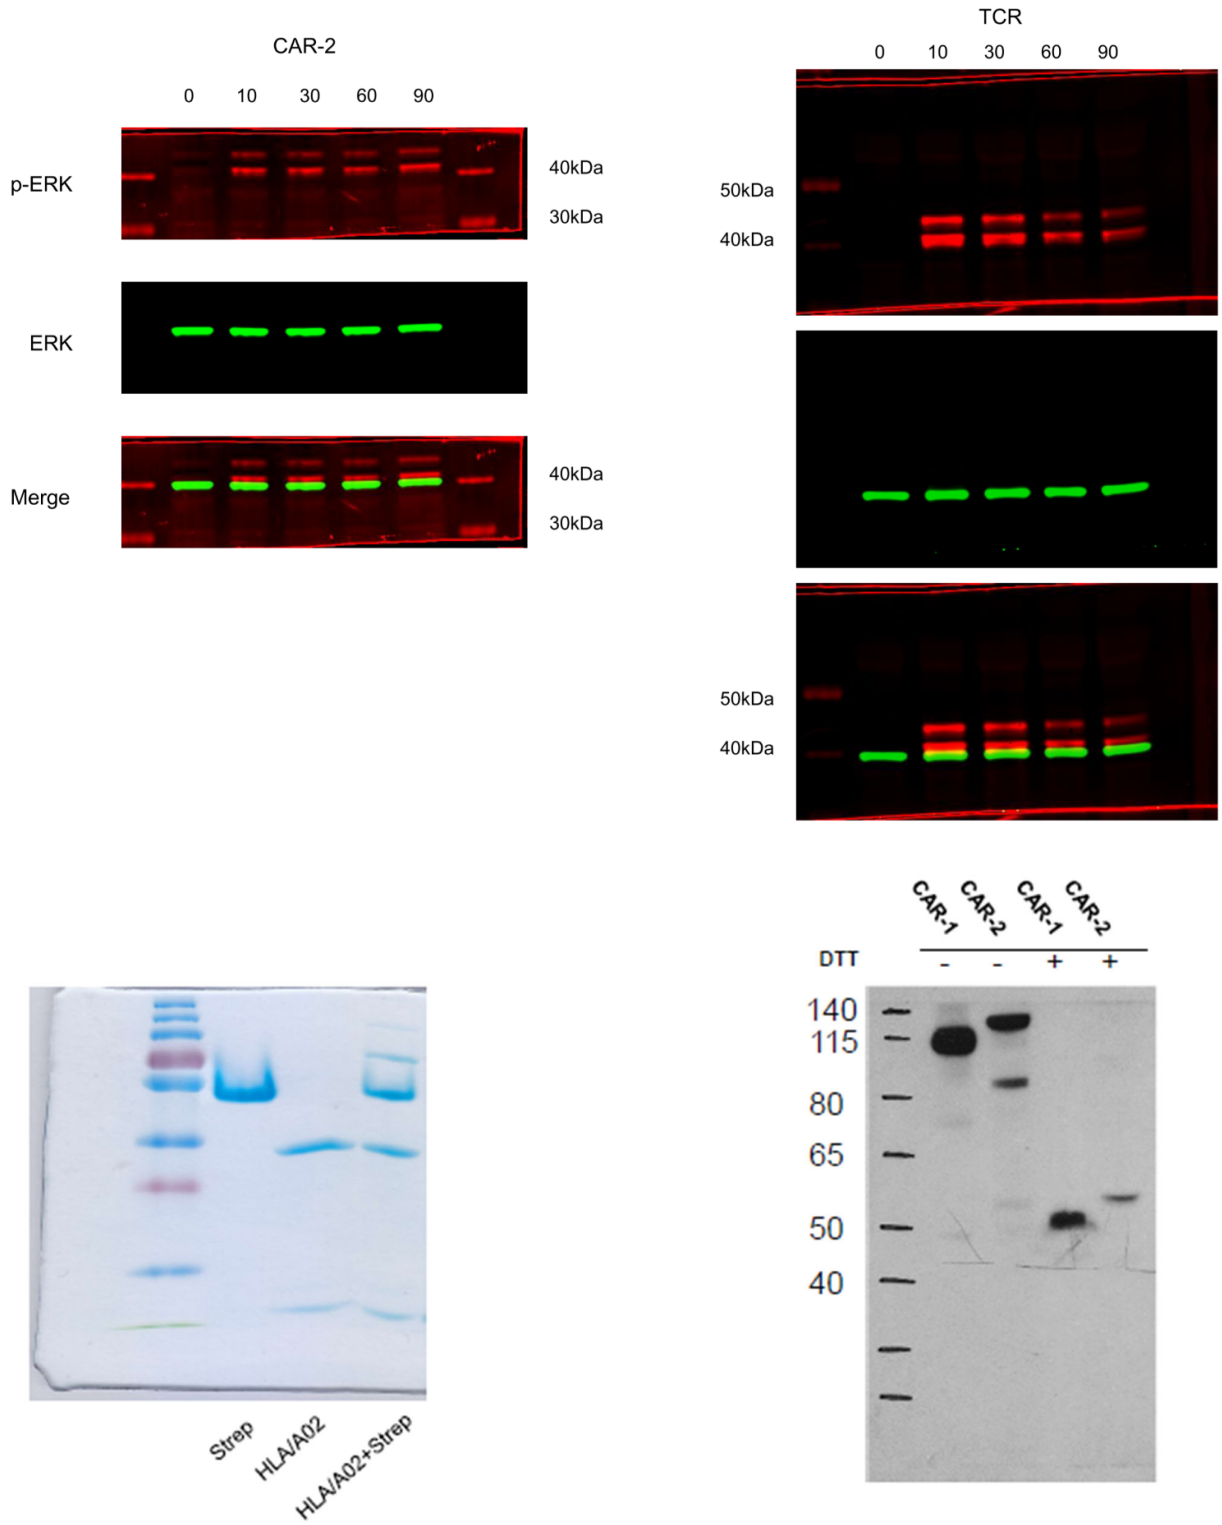 CAR-2
0 10 30 60 90
p-ERK
40kDa
30kDa
ERK
Merge
40kDa
30kDa
TCR
0 10 30 60 90
50kDa
40kDa
50kDa
40kDa
Strep
HLA/A02
HLA/A02+Strep
CAR-1 CAR-2 CAR-1 CAR-2
DTT - - + +
140
115
80
65
50
40